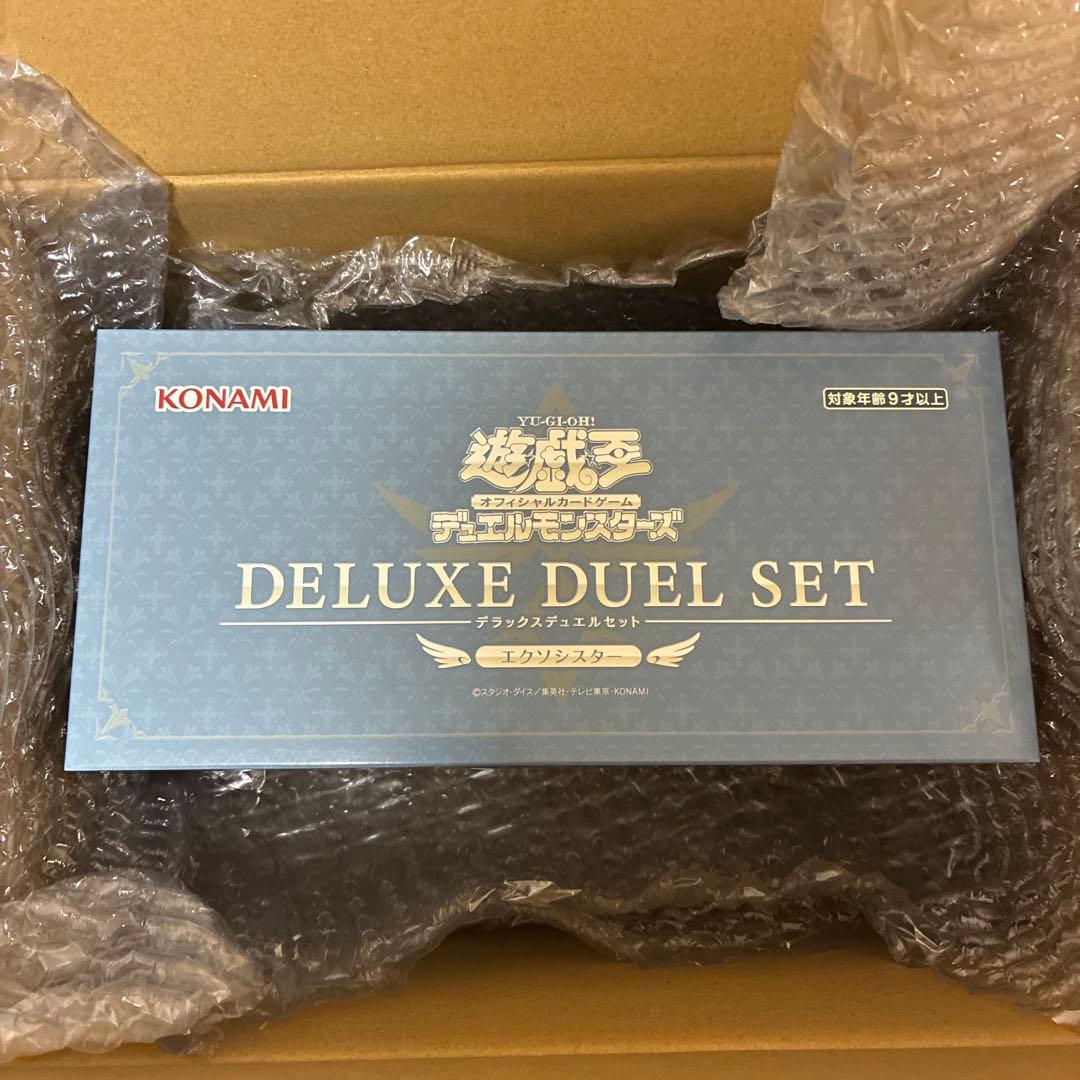 KONAMI
対象年齢9才以上
YU-GI-OH!
遊戯王
オフィシャルカードゲーム
デュエルモンスターズ
DELUXE DUEL SET
デラックスデュエルセット
エクソシスター
©スタジオ・ダイス/集英社・テレビ東京・KONAMI